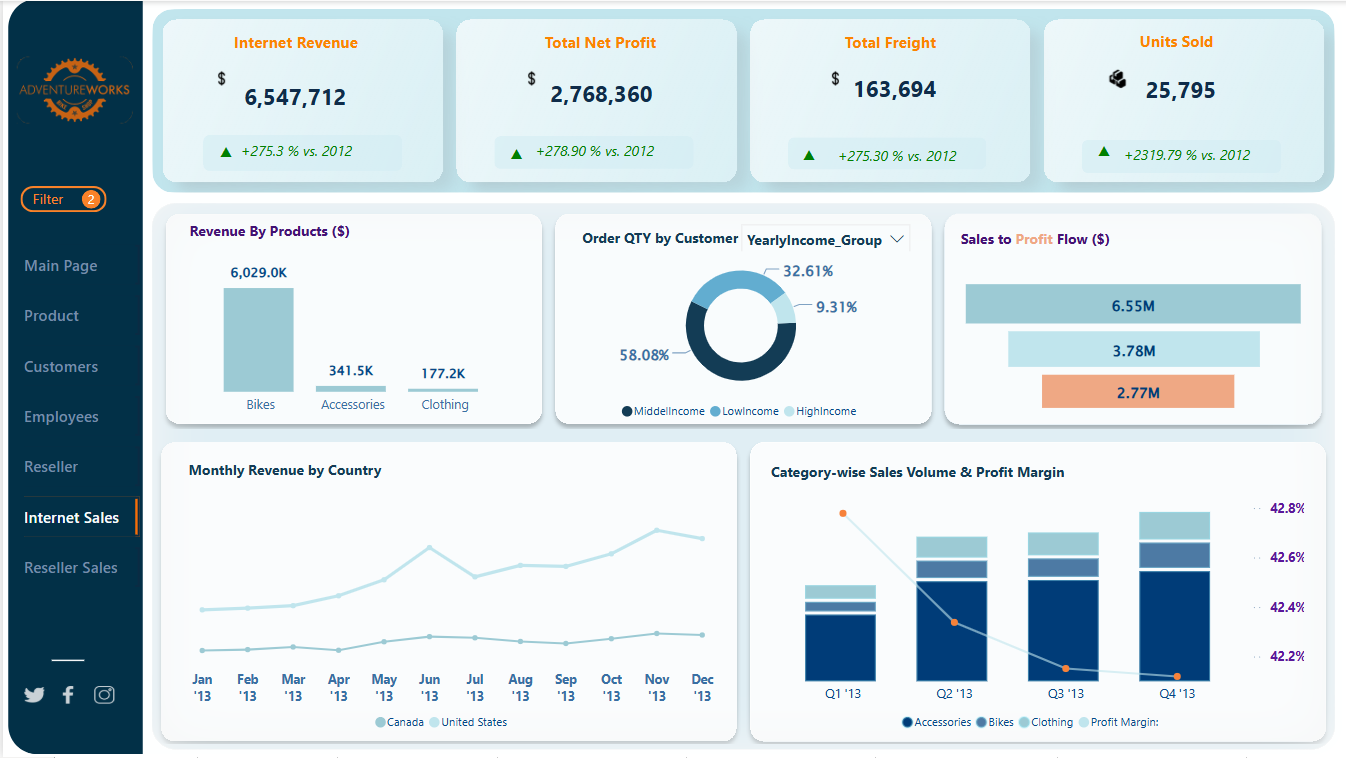 ADVENTUREWORKS
BIKE SHOP
Filter 2
Main Page
Product
Customers
Employees
Reseller
Internet Sales
Reseller Sales
Internet Revenue
$ 6,547,712
▲ +275.3 % vs. 2012
Total Net Profit
$ 2,768,360
▲ +278.90 % vs. 2012
Total Freight
$ 163,694
▲ +275.30 % vs. 2012
Units Sold
25,795
▲ +2319.79 % vs. 2012
Revenue By Products ($)
6,029.0K
341.5K
177.2K
Bikes Accessories Clothing
Order QTY by Customer YearlyIncome_Group
32.61%
9.31%
58.08%
MiddelIncome LowIncome HighIncome
Sales to Profit Flow ($)
6.55M
3.78M
2.77M
Monthly Revenue by Country
Jan Feb Mar Apr May Jun Jul Aug Sep Oct Nov Dec
'13 '13 '13 '13 '13 '13 '13 '13 '13 '13 '13 '13
Canada United States
Category-wise Sales Volume & Profit Margin
42.8%
42.6%
42.4%
42.2%
Q1 '13 Q2 '13 Q3 '13 Q4 '13
Accessories Bikes Clothing Profit Margin: